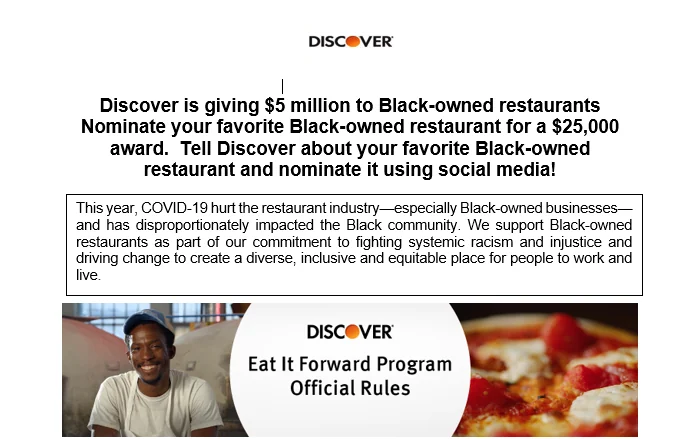 DISCOVER
Discover is giving $5 million to Black-owned restaurants
Nominate your favorite Black-owned restaurant for a $25,000
award.  Tell Discover about your favorite Black-owned
restaurant and nominate it using social media!
This year, COVID-19 hurt the restaurant industry—especially Black-owned businesses—
and has disproportionately impacted the Black community. We support Black-owned
restaurants as part of our commitment to fighting systemic racism and injustice and
driving change to create a diverse, inclusive and equitable place for people to work and
live.
DISCOVER
Eat It Forward Program
Official Rules